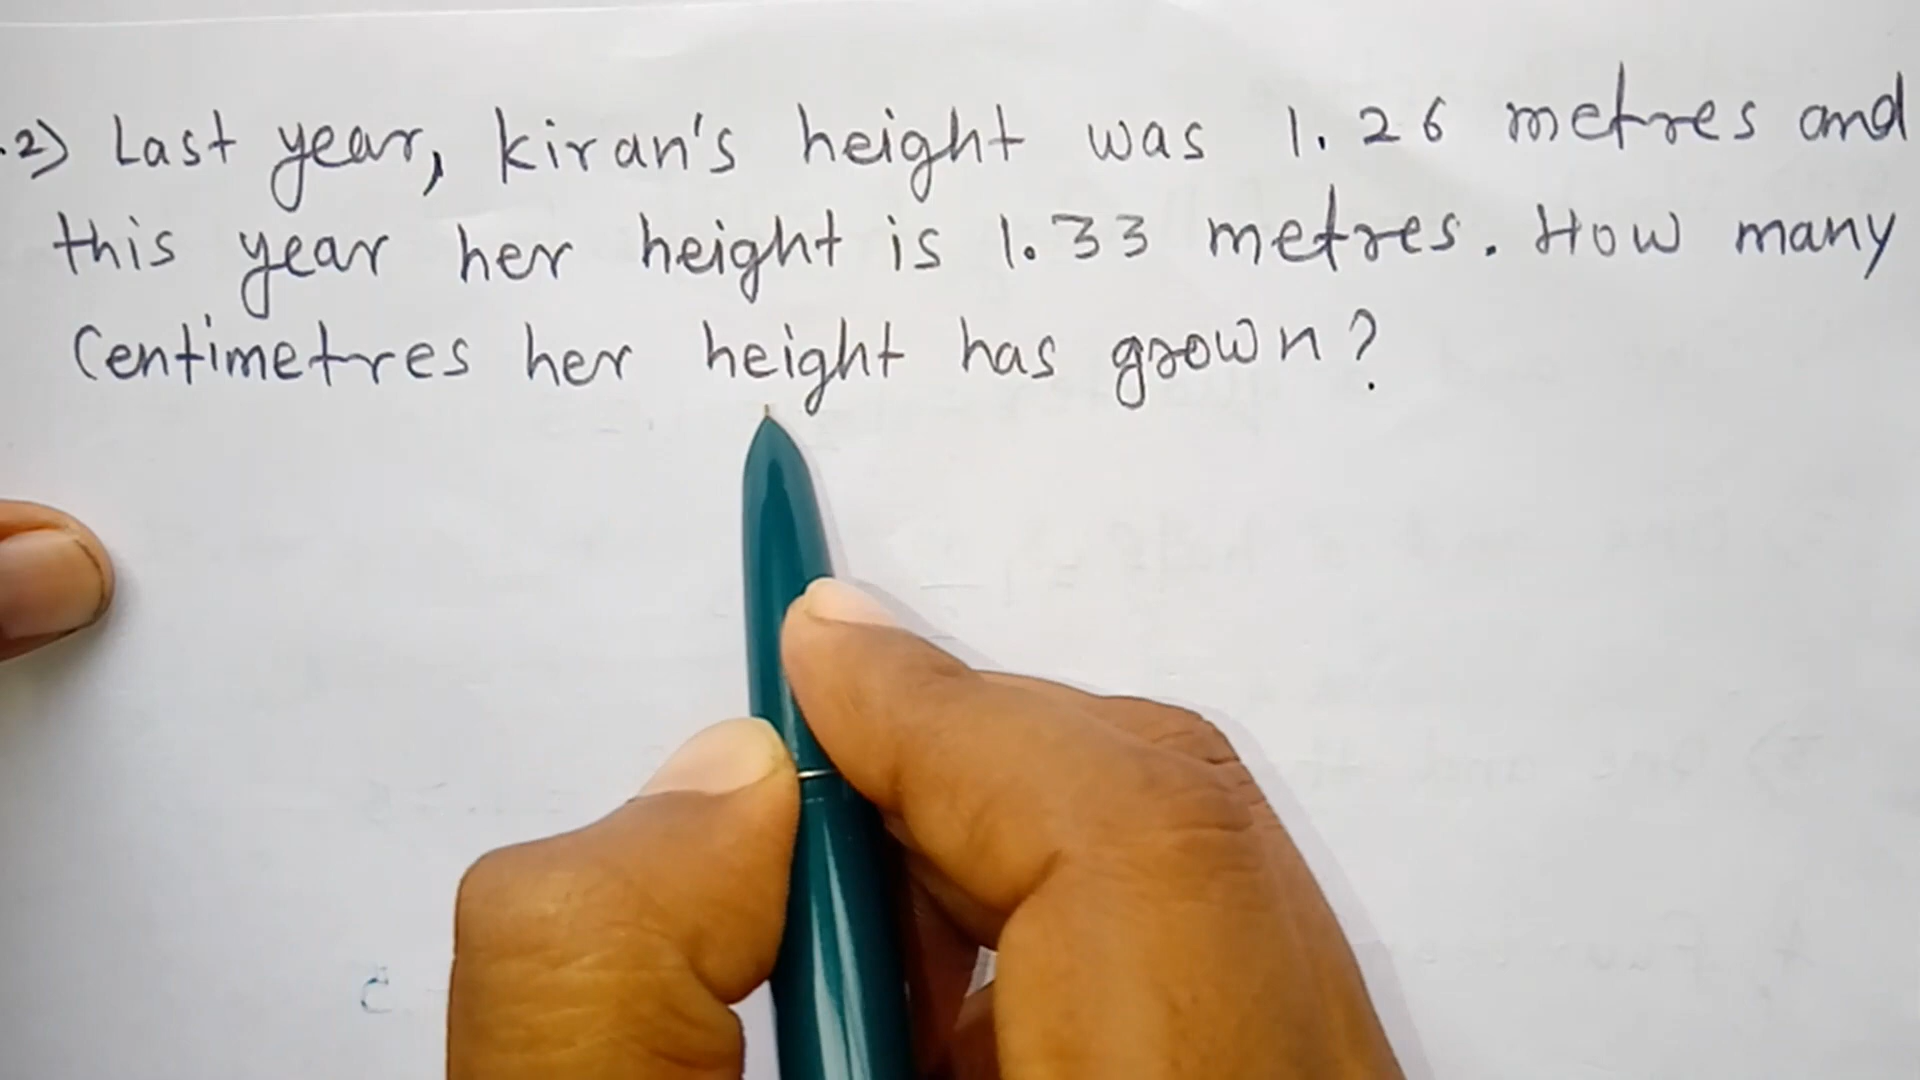 .2) Last year, kiran's height was 1.26 metres and
this year her height is 1.33 metres. How many
Centimetres her height has grown?